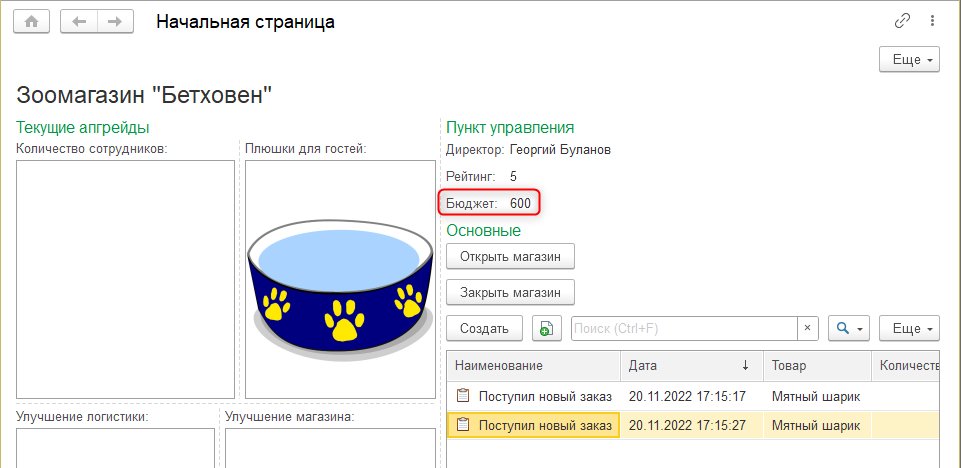 Начальная страница
Еще
Зоомагазин "Бетховен"
Текущие апгрейды
Количество сотрудников:
Плюшки для гостей:
Улучшение логистики:
Улучшение магазина:
Пункт управления
Директор: Георгий Буланов
Рейтинг: 5
Бюджет: 600
Основные
Открыть магазин
Закрыть магазин
Создать Поиск (Ctrl+F) × Еще
Наименование Дата ↓ Товар Количеств
Поступил новый заказ 20.11.2022 17:15:17 Мятный шарик
Поступил новый заказ 20.11.2022 17:15:27 Мятный шарик